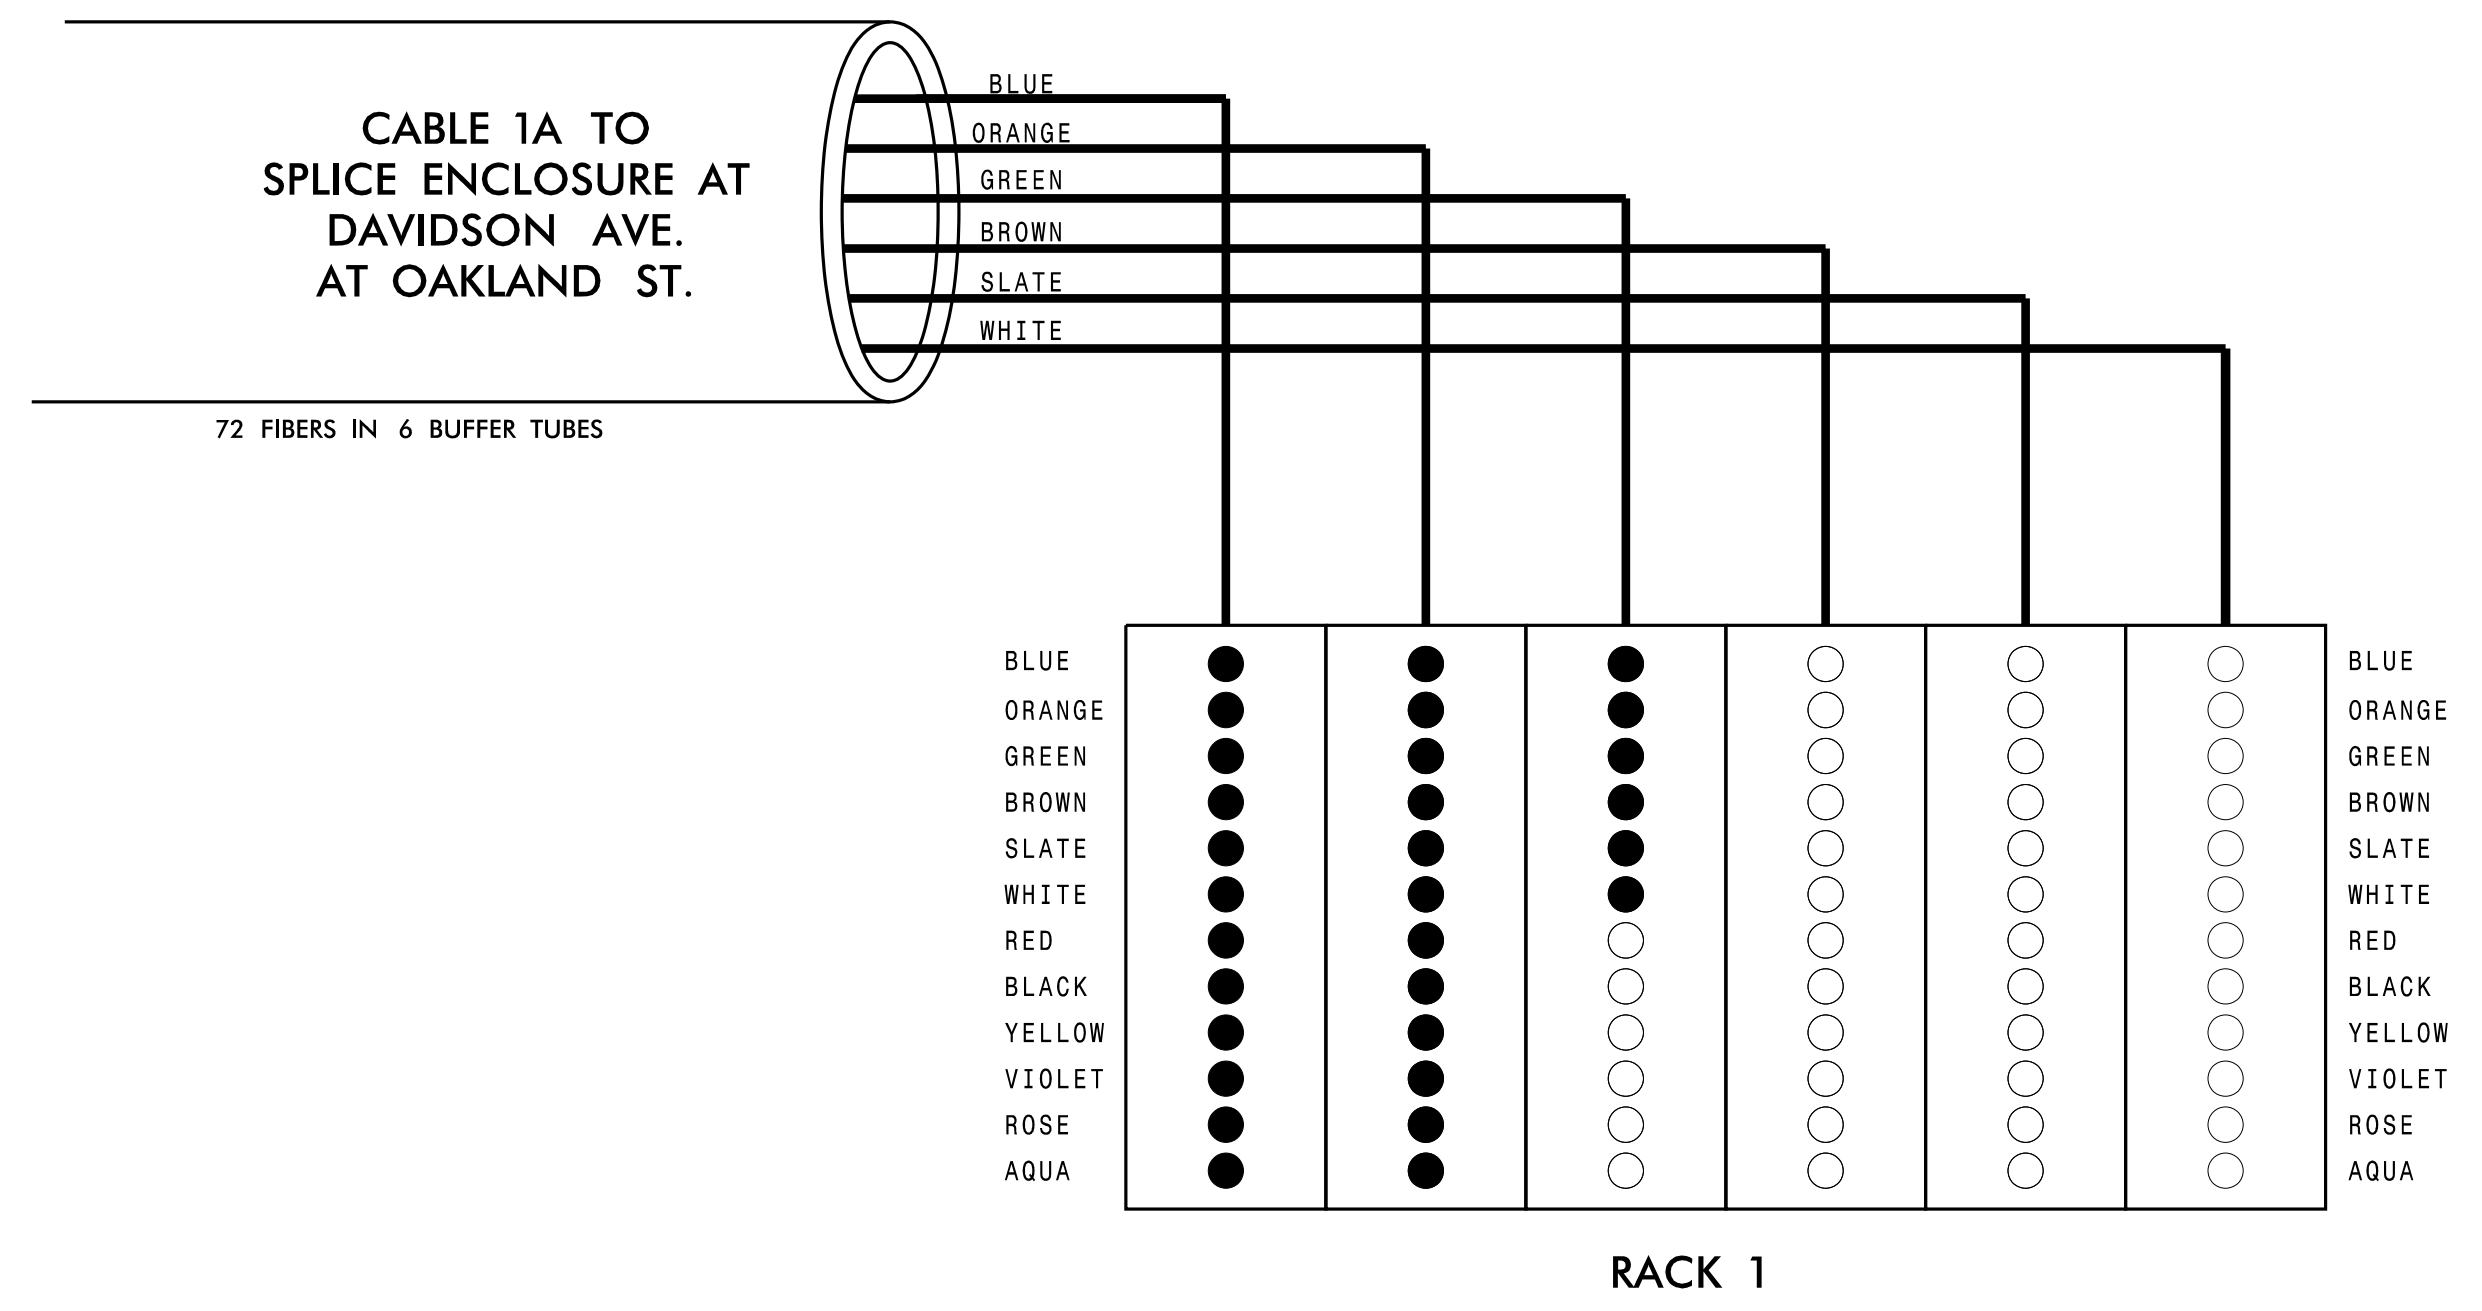 CABLE 1A TO
SPLICE ENCLOSURE AT
DAVIDSON AVE.
AT OAKLAND ST.
72 FIBERS IN 6 BUFFER TUBES
BLUE
ORANGE
GREEN
BROWN
SLATE
WHITE
BLUE
ORANGE
GREEN
BROWN
SLATE
WHITE
RED
BLACK
YELLOW
VIOLET
ROSE
AQUA
BLUE
ORANGE
GREEN
BROWN
SLATE
WHITE
RED
BLACK
YELLOW
VIOLET
ROSE
AQUA
RACK 1